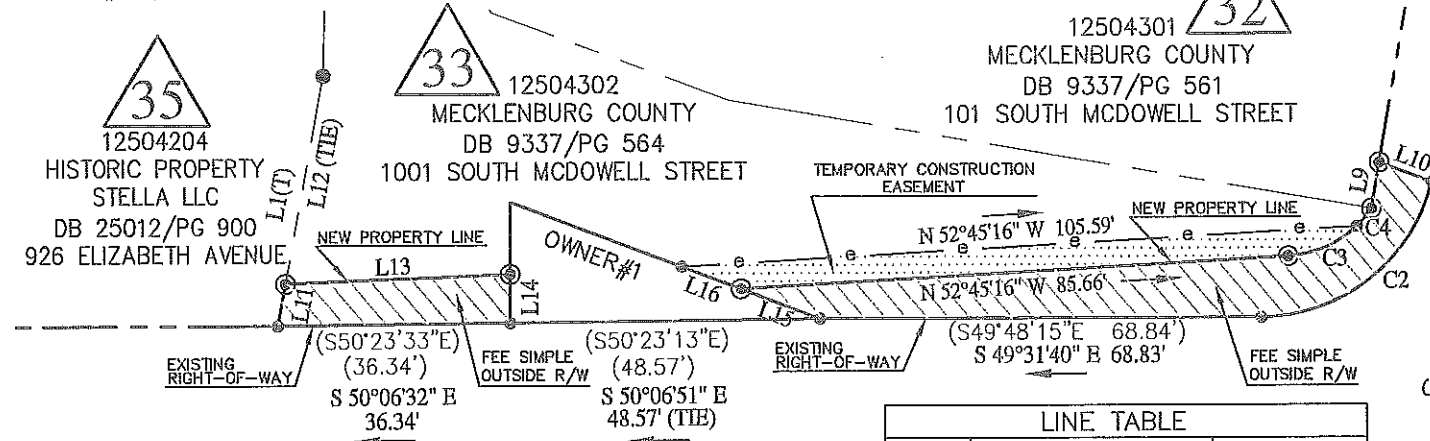 35
12504204
HISTORIC PROPERTY
STELLA LLC
DB 25012/PG 900
926 ELIZABETH AVENUE
L1(T)
L12 (TIE)
33
12504302
MECKLENBURG COUNTY
DB 9337/PG 564
1001 SOUTH MCDOWELL STREET
32
12504301
MECKLENBURG COUNTY
DB 9337/PG 561
101 SOUTH MCDOWELL STREET
TEMPORARY CONSTRUCTION
EASEMENT
NEW PROPERTY LINE
L13
L11
L14
OWNER#1
L16
L15
e e e e e e
N 52°45'16" W 105.59'
NEW PROPERTY LINE
N 52°45'16" W 85.66'
L9
L10
C4
C3
C2
EXISTING
RIGHT-OF-WAY
(S50°23'33"E)
(36.34')
S 50°06'32" E
36.34'
FEE SIMPLE
OUTSIDE R/W
(S50°23'13"E)
(48.57')
S 50°06'51" E
48.57' (TIE)
EXISTING
RIGHT-OF-WAY
(S49°48'15"E 68.84')
S 49°31'40" E 68.83'
FEE SIMPLE
OUTSIDE R/W
LINE TABLE